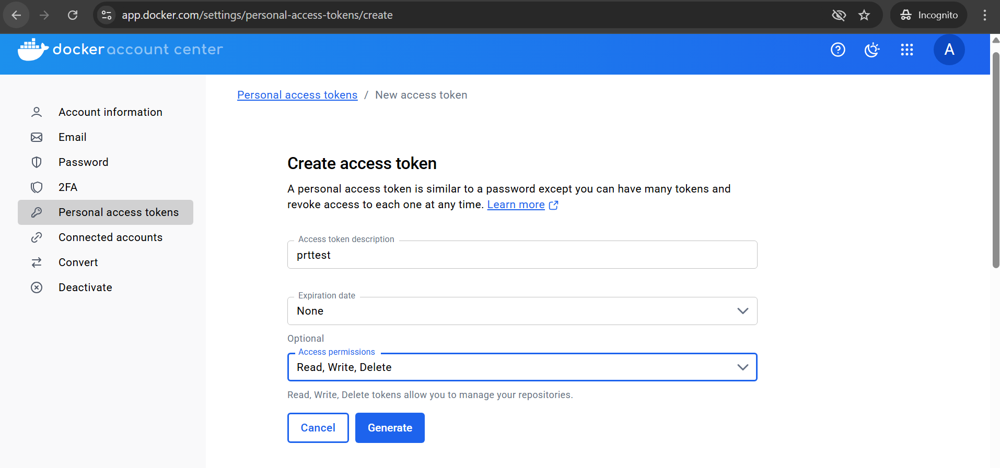 app.docker.com/settings/personal-access-tokens/create
Incognito
docker account center
A
Account information
Email
Password
2FA
Personal access tokens
Connected accounts
Convert
Deactivate
Personal access tokens / New access token
Create access token
A personal access token is similar to a password except you can have many tokens and
revoke access to each one at any time. Learn more
Access token description
prttest
Expiration date
None
Optional
Access permissions
Read, Write, Delete
Read, Write, Delete tokens allow you to manage your repositories.
Cancel
Generate